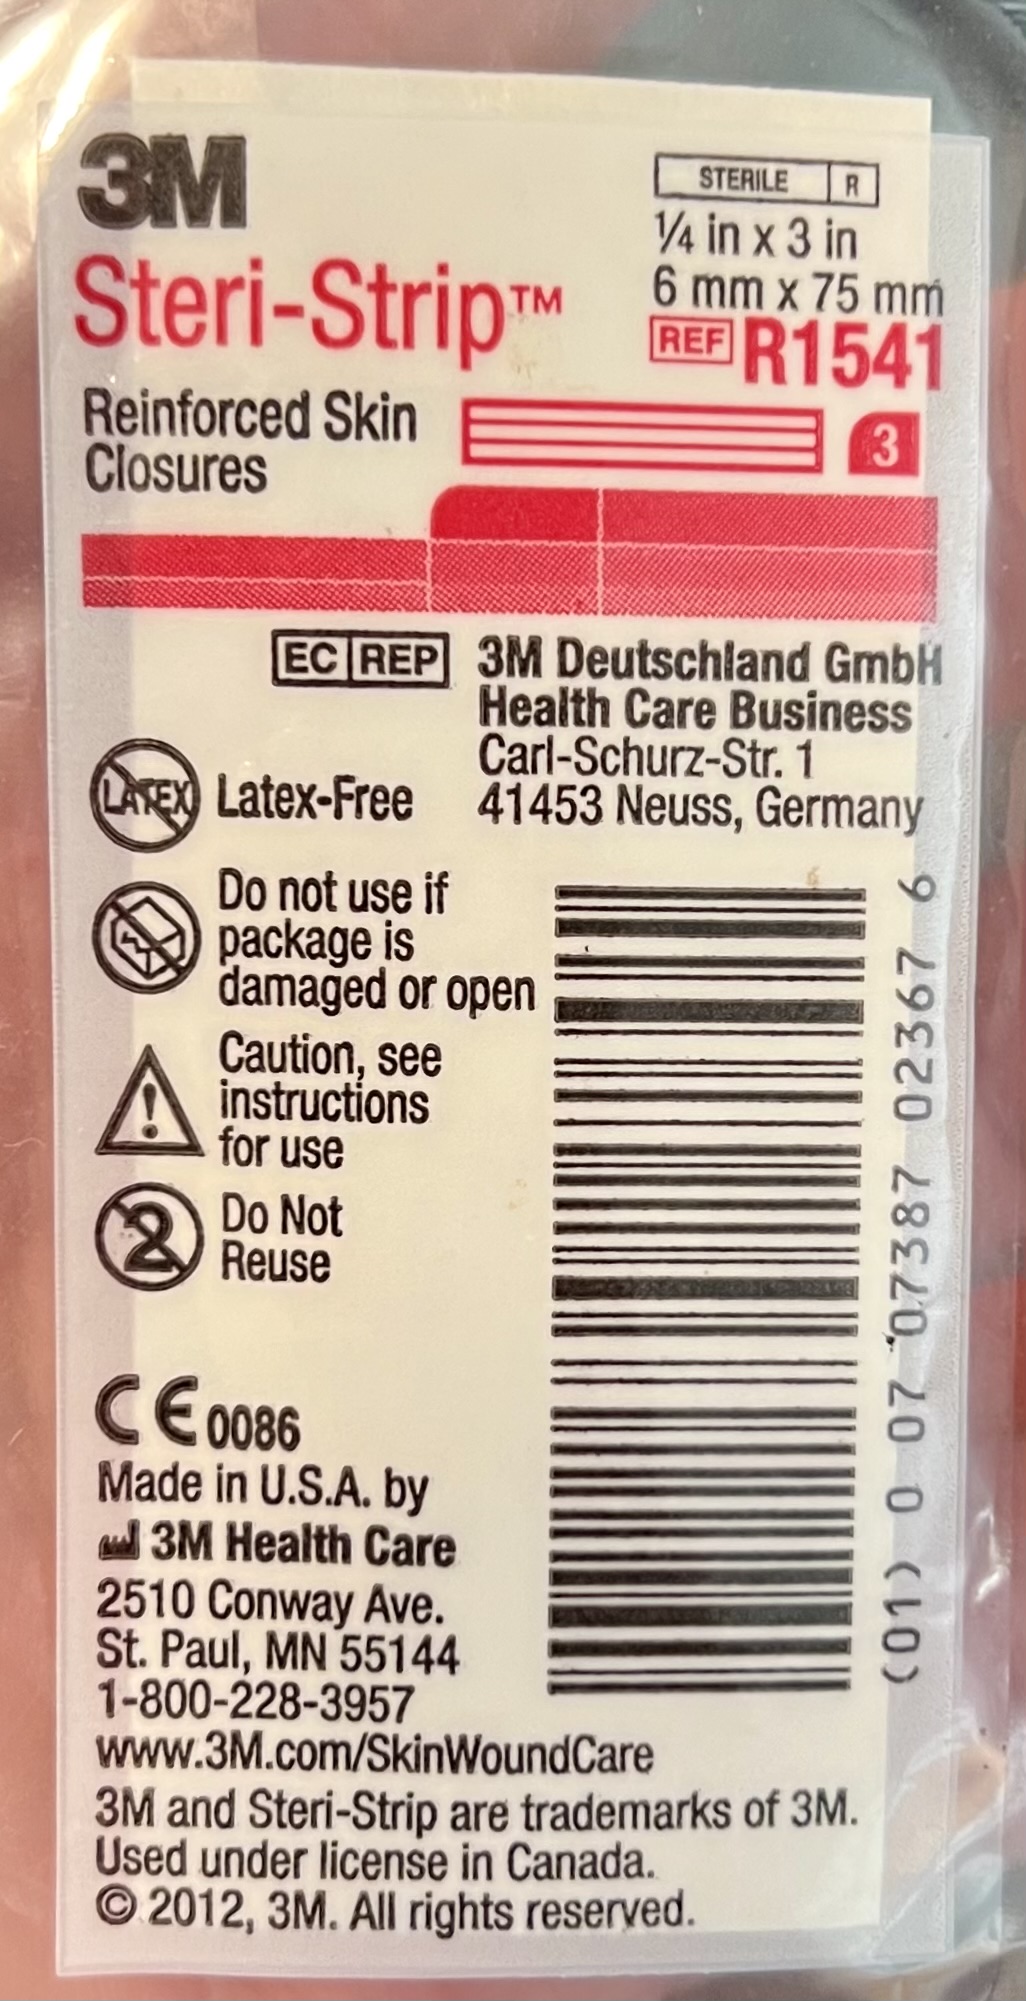 3M
STERILE R
1/4 in x 3 in
6 mm x 75 mm
Steri-Strip™
REF R1541
Reinforced Skin
Closures
3
EC REP
3M Deutschland GmbH
Health Care Business
Carl-Schurz-Str. 1
41453 Neuss, Germany
LATEX Latex-Free
Do not use if
package is
damaged or open
Caution, see
instructions
for use
2 Do Not
Reuse
(01) 0 07 07387 02367 6
CE 0086
Made in U.S.A. by
3M Health Care
2510 Conway Ave.
St. Paul, MN 55144
1-800-228-3957
www.3M.com/SkinWoundCare
3M and Steri-Strip are trademarks of 3M.
Used under license in Canada.
© 2012, 3M. All rights reserved.